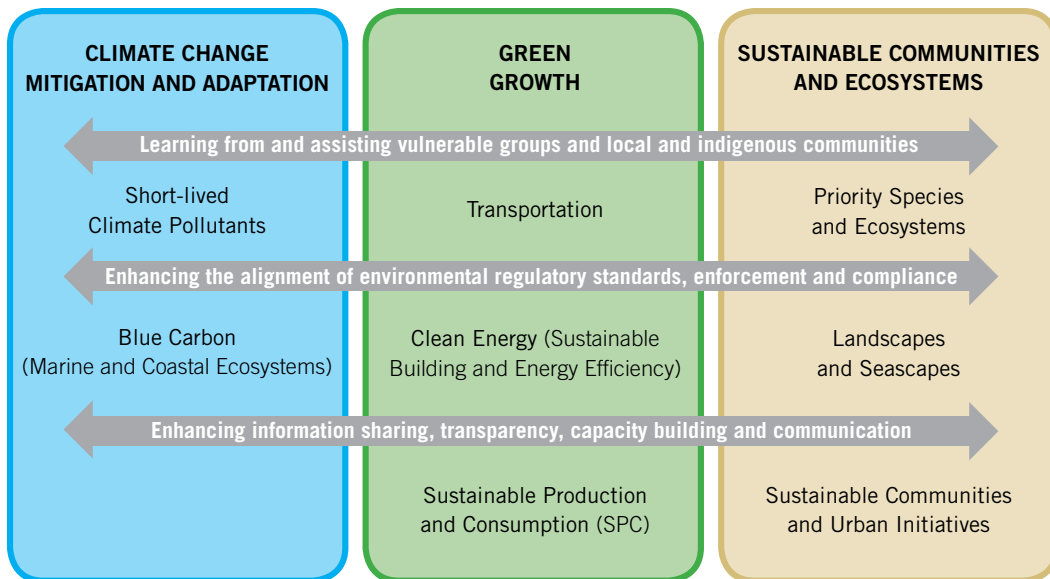 CLIMATE CHANGE
MITIGATION AND ADAPTATION
GREEN
GROWTH
SUSTAINABLE COMMUNITIES
AND ECOSYSTEMS
Learning from and assisting vulnerable groups and local and indigenous communities
Short-lived
Climate Pollutants
Transportation
Priority Species
and Ecosystems
Enhancing the alignment of environmental regulatory standards, enforcement and compliance
Blue Carbon
(Marine and Coastal Ecosystems)
Clean Energy (Sustainable
Building and Energy Efficiency)
Landscapes
and Seascapes
Enhancing information sharing, transparency, capacity building and communication
Sustainable Production
and Consumption (SPC)
Sustainable Communities
and Urban Initiatives